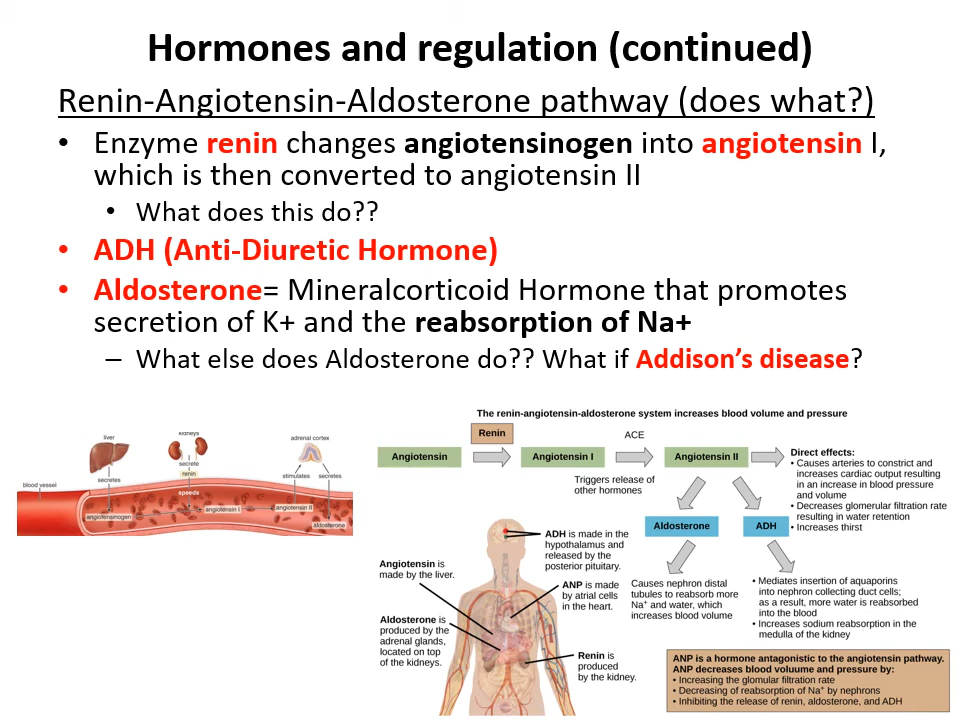 Hormones and regulation (continued)
Renin-Angiotensin-Aldosterone pathway (does what?)
• Enzyme renin changes angiotensinogen into angiotensin I,
which is then converted to angiotensin II
• What does this do??
• ADH (Anti-Diuretic Hormone)
• Aldosterone= Mineralcorticoid Hormone that promotes
secretion of K+ and the reabsorption of Na+
– What else does Aldosterone do?? What if Addison's disease?
liver
kidneys
adrenal cortex
secretes
secrete
renin
stimulates
secretes
blood vessel
speeds
angiotensinogen
angiotensin I
angiotensin II
aldosterone
The renin-angiotensin-aldosterone system increases blood volume and pressure
Renin
ACE
Angiotensin
Angiotensin I
Angiotensin II
Triggers release of
other hormones
Direct effects:
• Causes arteries to constrict and
increases cardiac output resulting
in an increase in blood pressure
and volume
• Decreases glomerular filtration rate
resulting in water retention
• Increases thirst
Aldosterone
ADH
ADH is made in the
hypothalamus and
released by the
posterior pituitary.
Angiotensin is
made by the liver.
ANP is made
by atrial cells
in the heart.
Aldosterone is
produced by the
adrenal glands,
located on top
of the kidneys.
Renin is
produced
by the kidney.
Causes nephron distal
tubules to reabsorb more
Na+ and water, which
increases blood volume
• Mediates insertion of aquaporins
into nephron collecting duct cells;
as a result, more water is reabsorbed
into the blood
• Increases sodium reabsorption in the
medulla of the kidney
ANP is a hormone antagonistic to the angiotensin pathway.
ANP decreases blood voluume and pressure by:
• Increasing the glomular filtration rate
• Decreasing of reabsorption of Na+ by nephrons
• Inhibiting the release of renin, aldosterone, and ADH